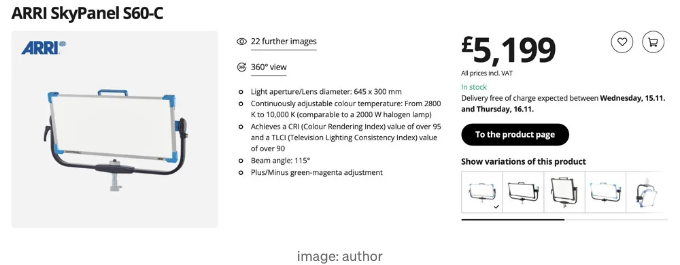 ARRI SkyPanel S60-C
ARRI®
22 further images
360° view
Light aperture/Lens diameter: 645 x 300 mm
Continuously adjustable colour temperature: From 2800
K to 10,000 K (comparable to a 2000 W halogen lamp)
Achieves a CRI (Colour Rendering Index) value of over 95
and a TLCI (Television Lighting Consistency Index) value
of over 90
Beam angle: 115°
Plus/Minus green-magenta adjustment
£5,199
All prices incl. VAT
In stock
Delivery free of charge expected between Wednesday, 15.11.
and Thursday, 16.11.
To the product page
Show variations of this product
image: author